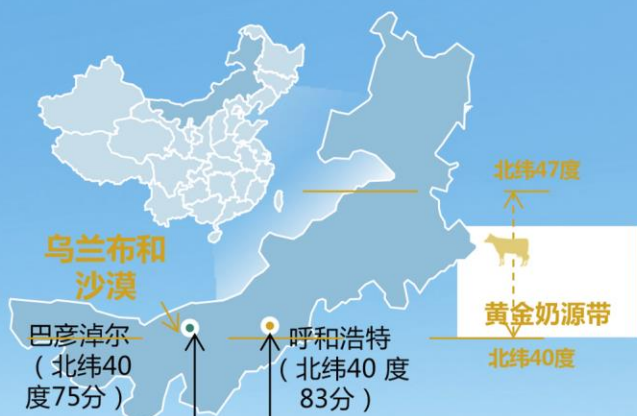 北纬47度
乌兰布和
沙漠
黄金奶源带
北纬40度
巴彦淖尔
（北纬40
度75分）
呼和浩特
（北纬40 度
83分）